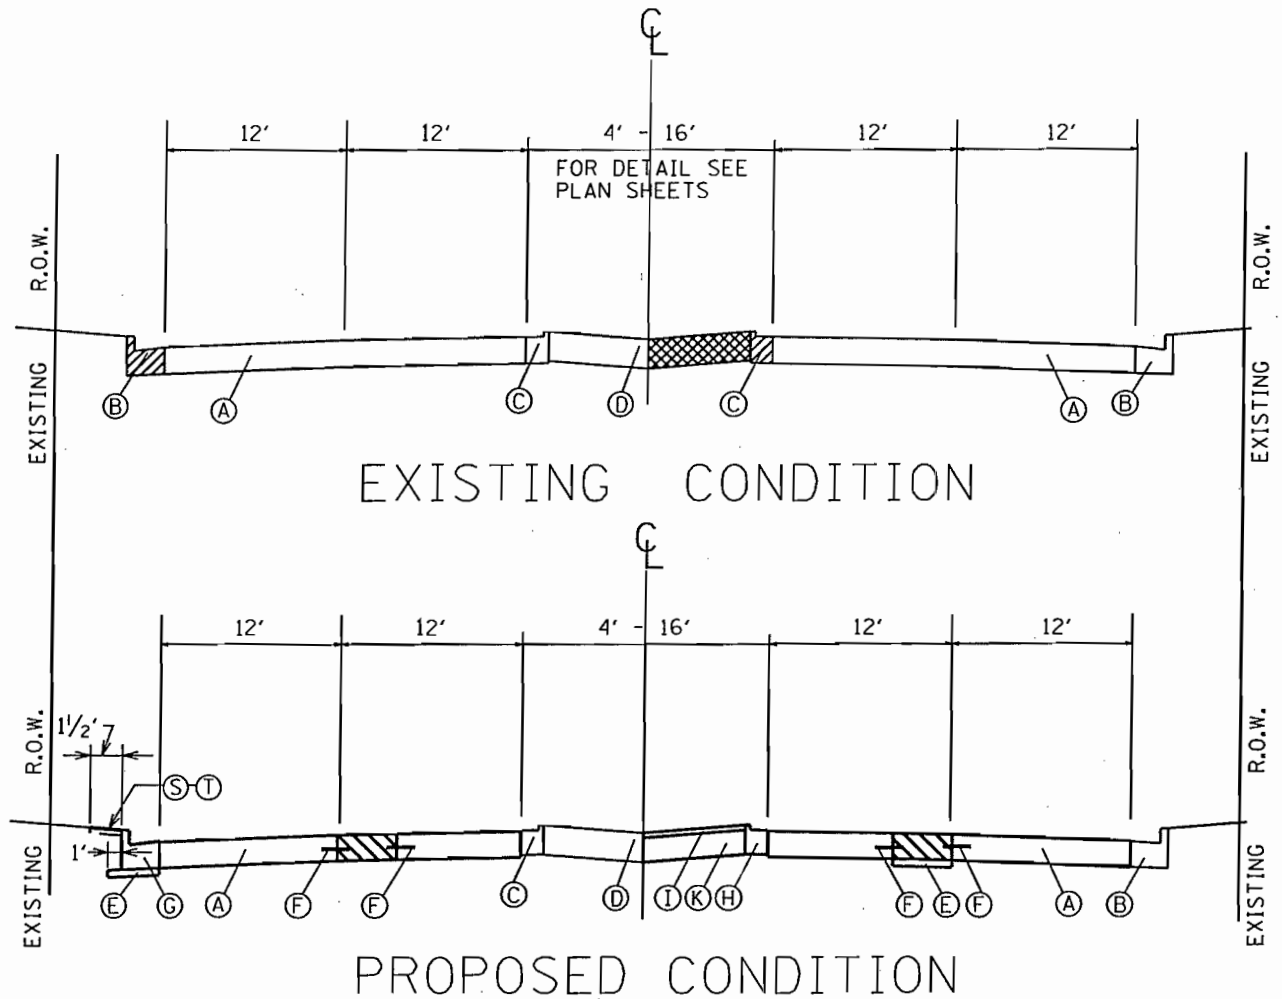 CL
12' 12' 4' - 16' 12' 12'
FOR DETAIL SEE
PLAN SHEETS
EXISTING R.O.W.
EXISTING R.O.W.
B A C D C A B
EXISTING CONDITION
CL
12' 12' 4' - 16' 12' 12'
1 1/2'
EXISTING R.O.W.
EXISTING R.O.W.
S-T
1'
E G A F F C D I K H F E F A B
PROPOSED CONDITION